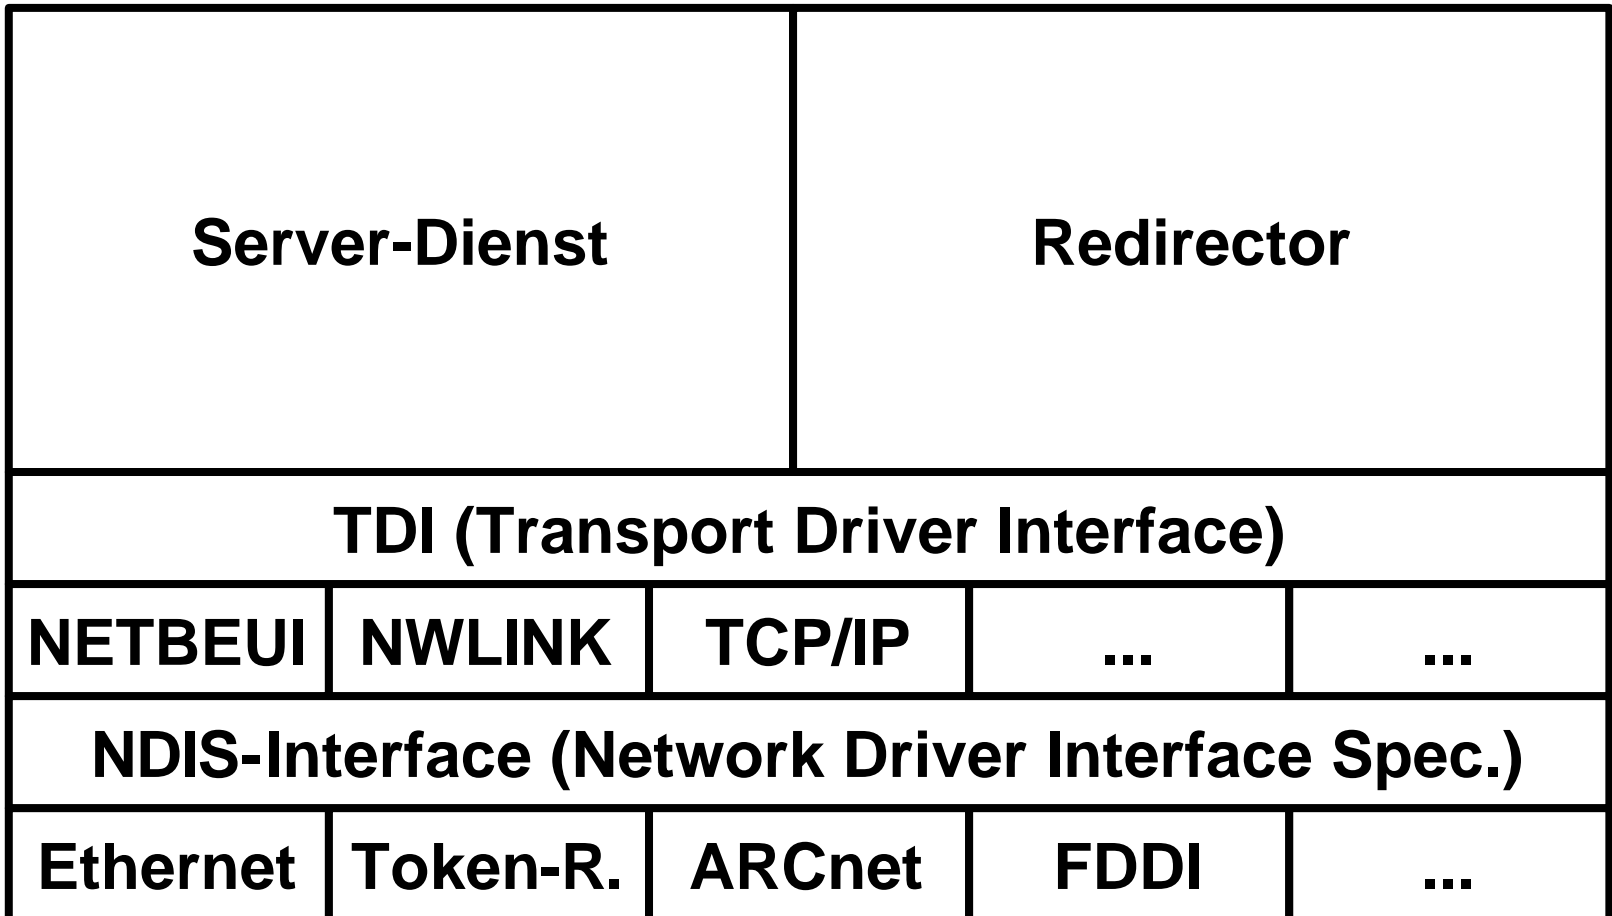 Server-Dienst Redirector
TDI (Transport Driver Interface)
NETBEUI NWLINK TCP/IP ... ...
NDIS-Interface (Network Driver Interface Spec.)
Ethernet Token-R. ARCnet FDDI ...